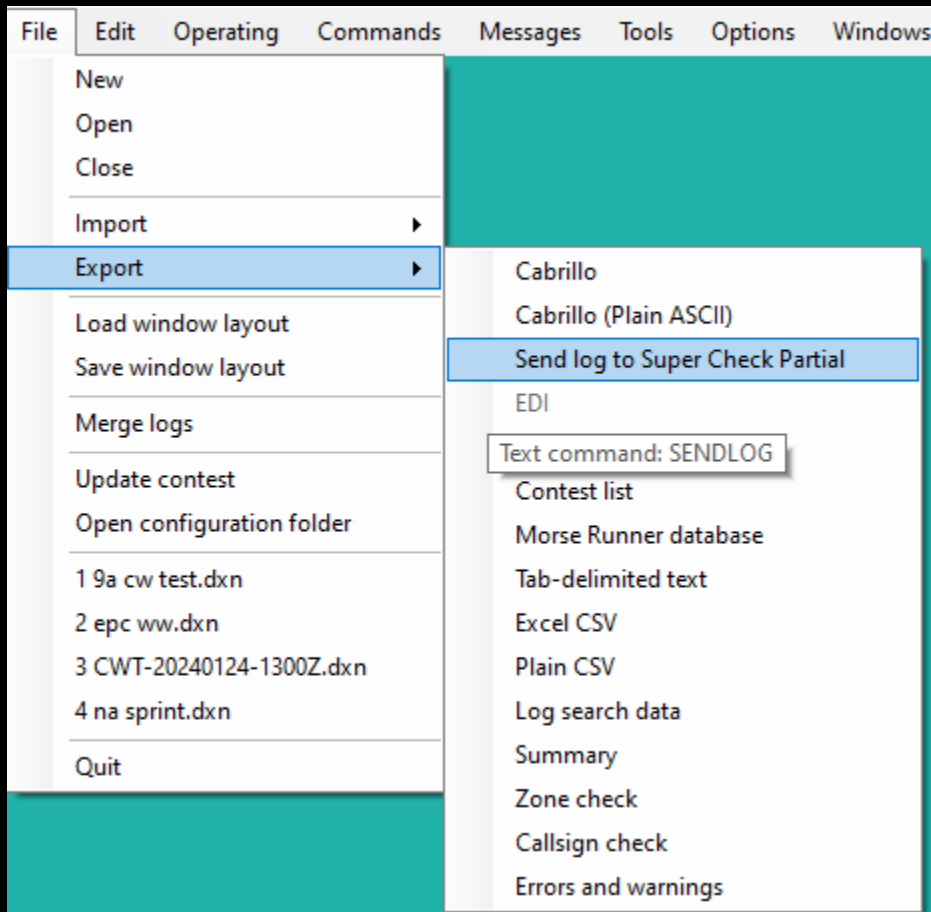 File Edit Operating Commands Messages Tools Options Windows
New
Open
Close
Import
Export
Load window layout
Save window layout
Merge logs
Update contest
Open configuration folder
1 9a cw test.dxn
2 epc ww.dxn
3 CWT-20240124-1300Z.dxn
4 na sprint.dxn
Quit
Cabrillo
Cabrillo (Plain ASCII)
Send log to Super Check Partial
EDI
Text command: SENDLOG
Contest list
Morse Runner database
Tab-delimited text
Excel CSV
Plain CSV
Log search data
Summary
Zone check
Callsign check
Errors and warnings